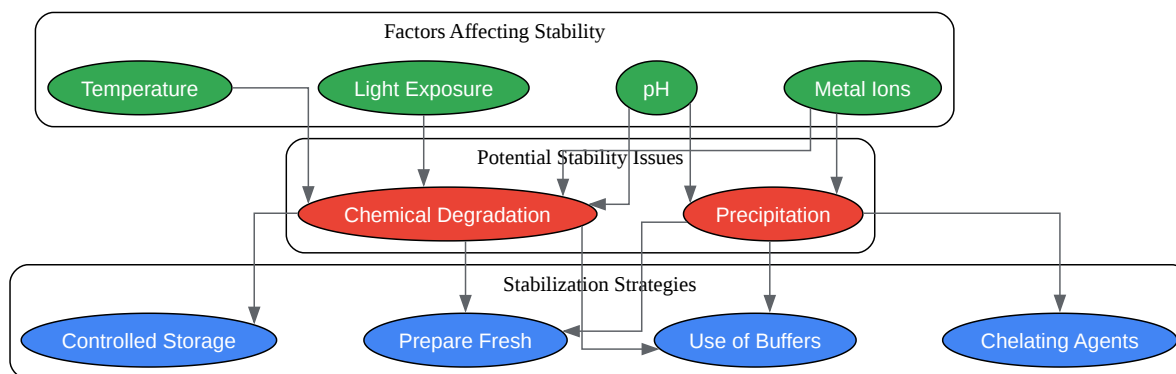 Factors Affecting Stability
Temperature
Light Exposure
pH
Metal Ions
Potential Stability Issues
Chemical Degradation
Precipitation
Stabilization Strategies
Controlled Storage
Prepare Fresh
Use of Buffers
Chelating Agents